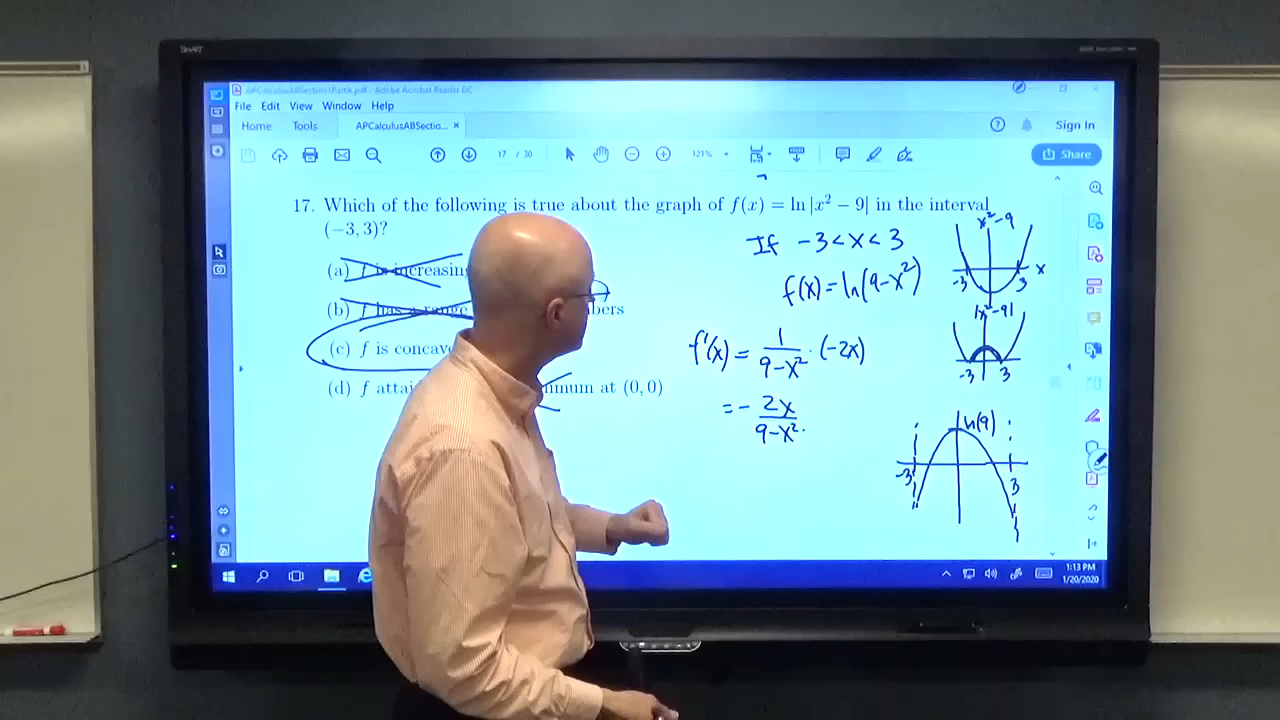 SMART
APCalculusABSection1PartA.pdf - Adobe Acrobat Reader DC
File Edit View Window Help
Home Tools APCalculusABSectio... × Sign In
17 / 30 121% Share
17. Which of the following is true about the graph of f(x) = ln |x² − 9| in the interval
(−3, 3)?
(a) f is increasing
(b) f has a range
(c) f is concave
(d) f at at (0, 0)
If -3 < x < 3
f(x) = ln(9-x²)
f'(x) = 1/(9-x²) · (-2x)
= - 2x/(9-x²)
x²-9
-3 3 x
|x²-9|
-3 3
ln(9)
-3 3
1:13 PM
1/20/2020